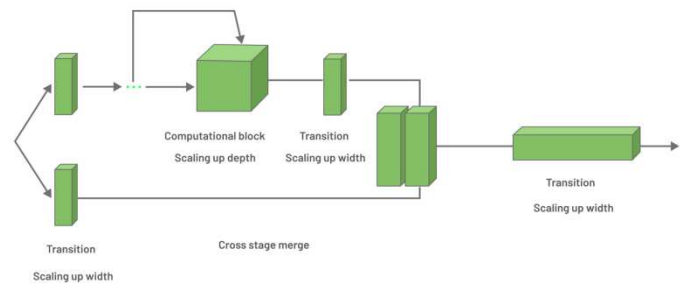 Computational block
Scaling up depth
Transition
Scaling up width
Transition
Scaling up width
Cross stage merge
Transition
Scaling up width